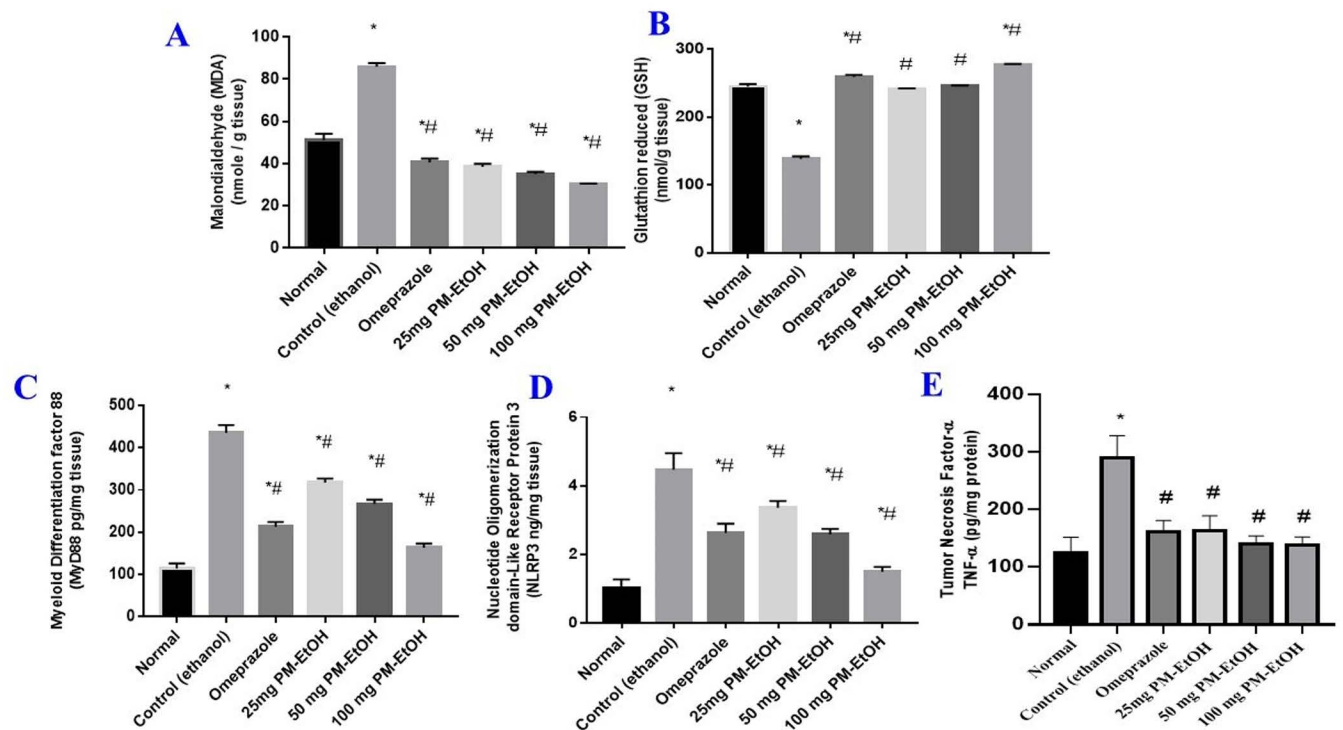 A
Malondialdehyde (MDA)
(nmole / g tissue)
100
80
60
40
20
0
*
*#
*#
*#
*#
Normal
Control (ethanol)
Omeprazole
25mg PM-EtOH
50 mg PM-EtOH
100 mg PM-EtOH
B
Glutathion reduced (GSH)
(nmol/g tissue)
300
200
100
0
*
*#
#
#
*#
Normal
Control (ethanol)
Omeprazole
25mg PM-EtOH
50 mg PM-EtOH
100 mg PM-EtOH
C
Myeloid Differentiation factor 88
(MyD88 pg/mg tissue)
500
400
300
200
100
0
*
*#
*#
*#
*#
Normal
Control (ethanol)
Omeprazole
25mg PM-EtOH
50 mg PM-EtOH
100 mg PM-EtOH
D
Nucleotide Oligomerization
domain-Like Receptor Protein 3
(NLRP3 ng/mg tissue)
6
4
2
0
*
*#
*#
*#
*#
Normal
Control (ethanol)
Omeprazole
25mg PM-EtOH
50 mg PM-EtOH
100 mg PM-EtOH
E
Tumor Necrosis Factor-α
TNF-α (pg/mg protein)
400
300
200
100
0
*
#
#
#
#
Normal
Control (ethanol)
Omeprazole
25mg PM-EtOH
50 mg PM-EtOH
100 mg PM-EtOH